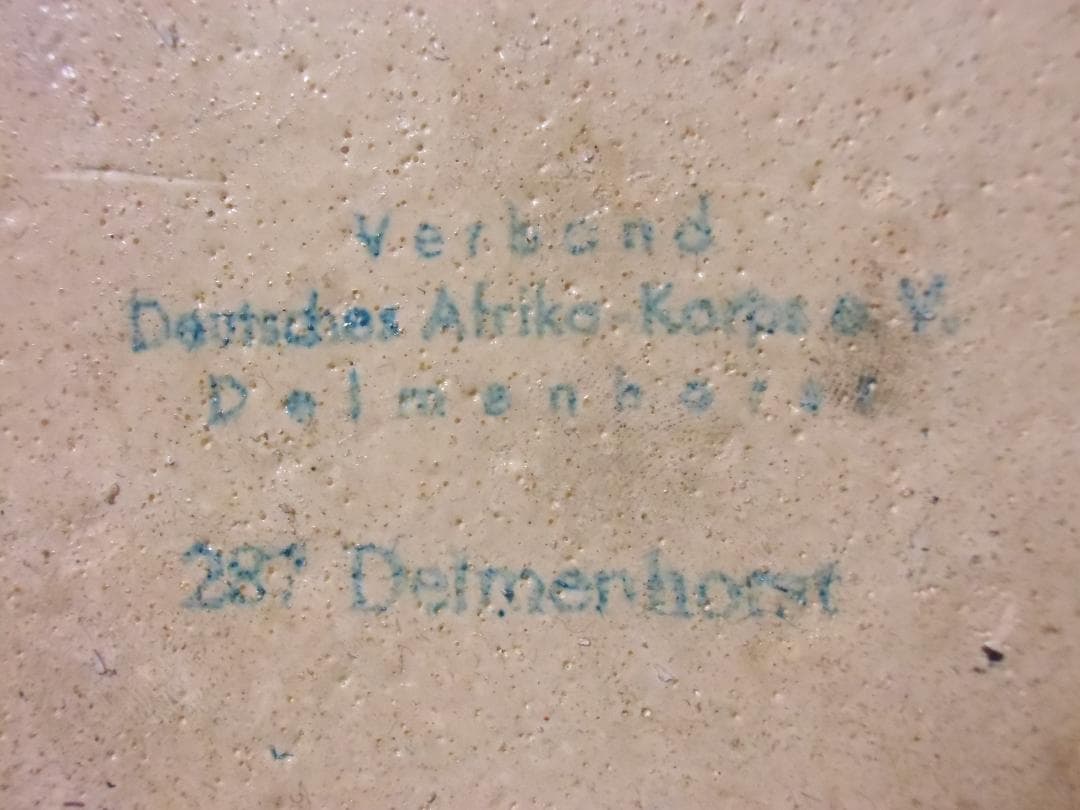 Verband
Deutsches Afrika-Korps e.V.
Delmenhorst
287 Delmenhorst